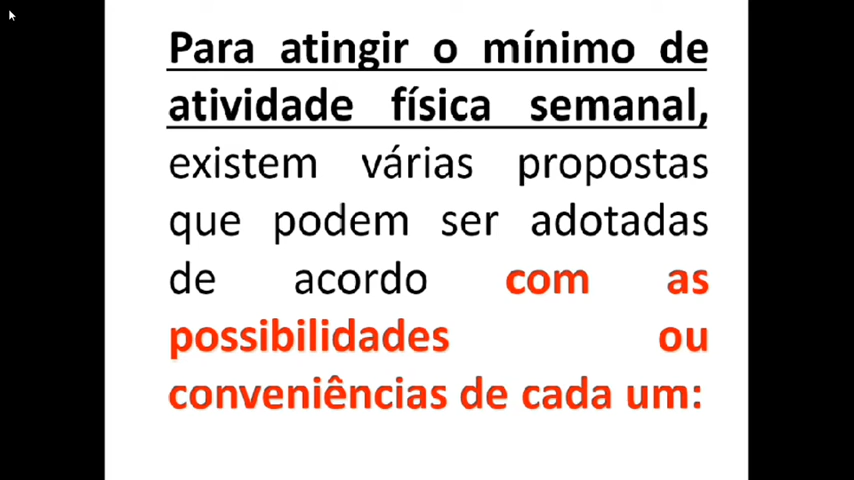 Para atingir o mínimo de
atividade física semanal,
existem várias propostas
que podem ser adotadas
de acordo com as
possibilidades ou
conveniências de cada um: